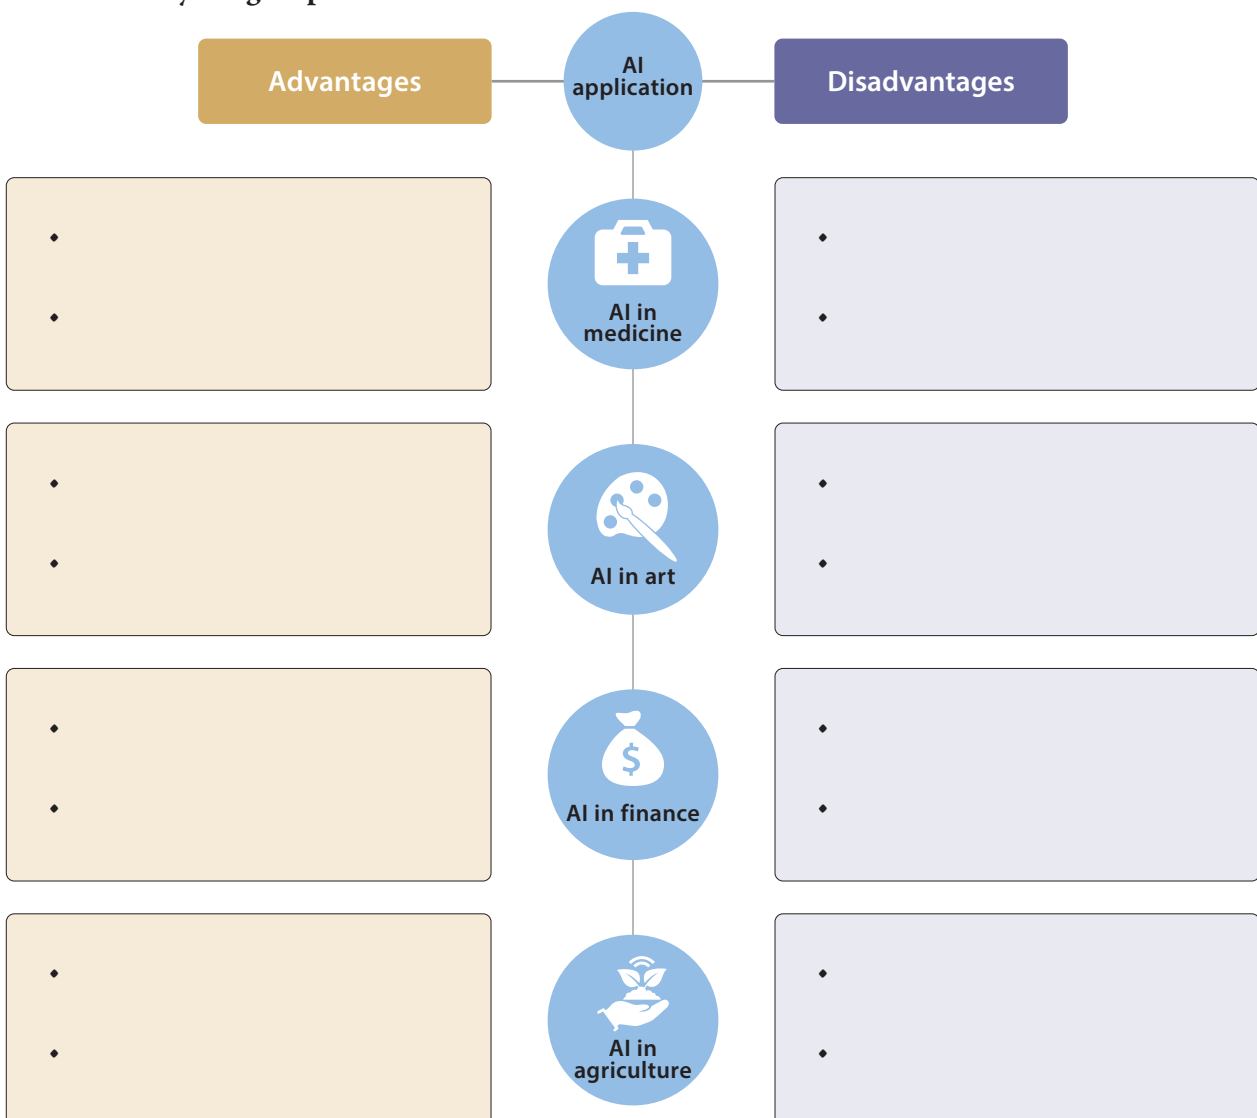 Advantages
AI
application
Disadvantages
AI in
medicine
AI in art
$
AI in finance
AI in
agriculture